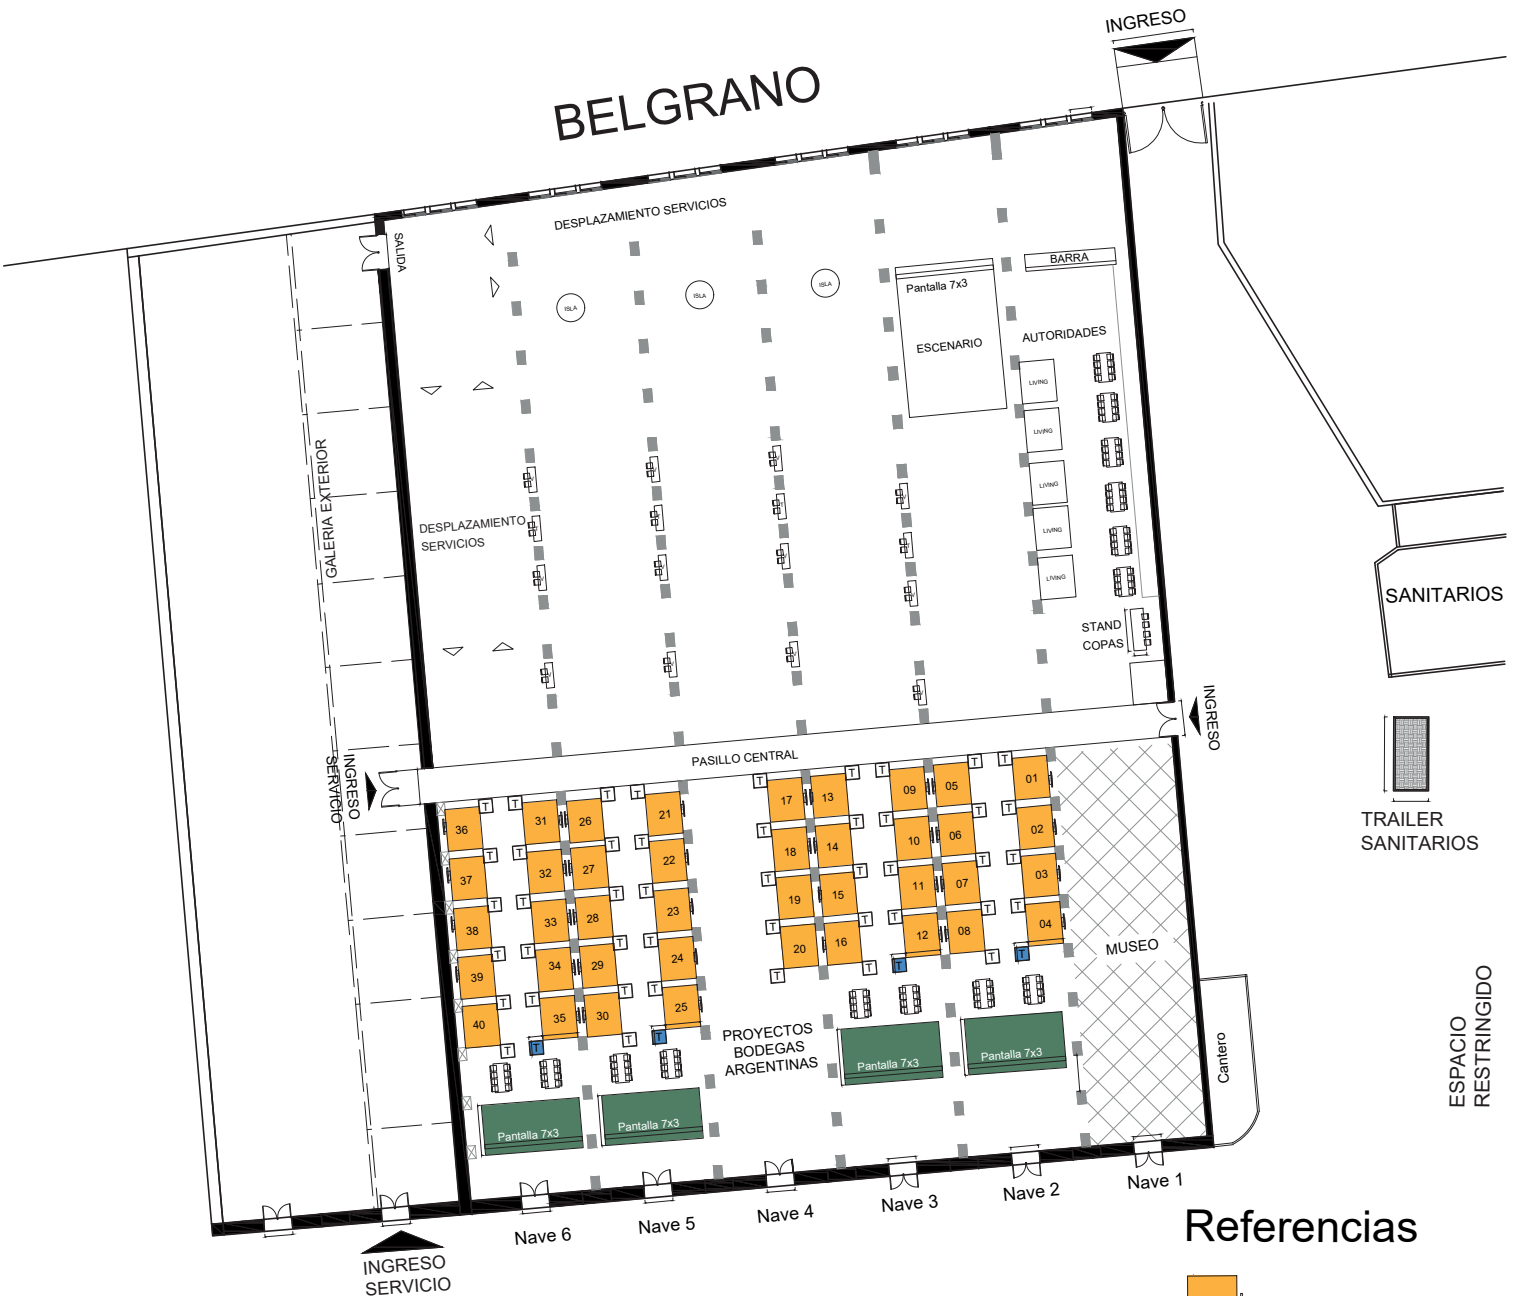 INGRESO
BELGRANO
DESPLAZAMIENTO SERVICIOS
SALIDA
BARRA
Pantalla 7x3
ISLA
ISLA
ISLA
AUTORIDADES
ESCENARIO
LIVING
LIVING
LIVING
LIVING
LIVING
GALERIA EXTERIOR
DESPLAZAMIENTO
SERVICIOS
SANITARIOS
STAND
COPAS
INGRESO
PASILLO CENTRAL
INGRESO
SERVICIO
TRAILER
SANITARIOS
T T T T T T T T
36 31 26 21 17 13 09 05 01
T T T T T T T T
37 32 27 22 18 14 10 06 02
T T T T T T T T
38 33 28 23 19 15 11 07 03
T T T T T T T T
39 34 29 24 20 16 12 08 04
T T T T T T T T
40 35 30 25
T T T T
MUSEO
PROYECTOS
BODEGAS
ARGENTINAS
Pantalla 7x3
Pantalla 7x3
Pantalla 7x3
Pantalla 7x3
Cantero
ESPACIO
RESTRINGIDO
Nave 6
Nave 5
Nave 4
Nave 3
Nave 2
Nave 1
INGRESO
SERVICIO
Referencias